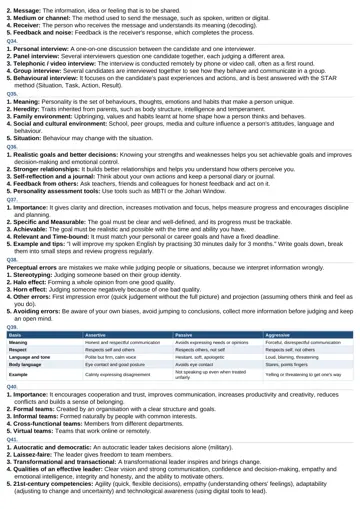 2. Message: The information, idea or feeling that is to be shared.
3. Medium or channel: The method used to send the message, such as spoken, written or digital.
4. Receiver: The person who receives the message and understands its meaning (decoding).
5. Feedback and noise: Feedback is the receiver's response, which completes the process.
Q34.
1. Personal interview: A one-on-one discussion between the candidate and one interviewer.
2. Panel interview: Several interviewers question one candidate together, each judging a different area.
3. Telephonic / video interview: The interview is conducted remotely by phone or video call, often as a first round.
4. Group interview: Several candidates are interviewed together to see how they behave and communicate in a group.
5. Behavioural interview: It focuses on the candidate's past experiences and actions, and is best answered with the STAR
method (Situation, Task, Action, Result).
Q35.
1. Meaning: Personality is the set of behaviours, thoughts, emotions and habits that make a person unique.
2. Heredity: Traits inherited from parents, such as body structure, intelligence and temperament.
3. Family environment: Upbringing, values and habits learnt at home shape how a person thinks and behaves.
4. Social and cultural environment: School, peer groups, media and culture influence a person's attitudes, language and
behaviour.
5. Situation: Behaviour may change with the situation.
Q36.
1. Realistic goals and better decisions: Knowing your strengths and weaknesses helps you set achievable goals and improves
decision-making and emotional control.
2. Stronger relationships: It builds better relationships and helps you understand how others perceive you.
3. Self-reflection and a journal: Think about your own actions and keep a personal diary or journal.
4. Feedback from others: Ask teachers, friends and colleagues for honest feedback and act on it.
5. Personality assessment tools: Use tools such as MBTI or the Johari Window.
Q37.
1. Importance: It gives clarity and direction, increases motivation and focus, helps measure progress and encourages discipline
and planning.
2. Specific and Measurable: The goal must be clear and well-defined, and its progress must be trackable.
3. Achievable: The goal must be realistic and possible with the time and ability you have.
4. Relevant and Time-bound: It must match your personal or career goals and have a fixed deadline.
5. Example and tips: "I will improve my spoken English by practising 30 minutes daily for 3 months." Write goals down, break
them into small steps and review progress regularly.
Q38.
Perceptual errors are mistakes we make while judging people or situations, because we interpret information wrongly.
1. Stereotyping: Judging someone based on their group identity.
2. Halo effect: Forming a whole opinion from one good quality.
3. Horn effect: Judging someone negatively because of one bad quality.
4. Other errors: First impression error (quick judgement without the full picture) and projection (assuming others think and feel as
you do).
5. Avoiding errors: Be aware of your own biases, avoid jumping to conclusions, collect more information before judging and keep
an open mind.
Q39.
Basis Assertive Passive Aggressive
Meaning Honest and respectful communication Avoids expressing needs or opinions Forceful, disrespectful communication
Respect Respects self and others Respects others, not self Respects self, not others
Language and tone Polite but firm, calm voice Hesitant, soft, apologetic Loud, blaming, threatening
Body language Eye contact and good posture Avoids eye contact Stares, points fingers
Example Calmly expressing disagreement Not speaking up even when treated unfairly Yelling or threatening to get one's way
Q40.
1. Importance: It encourages cooperation and trust, improves communication, increases productivity and creativity, reduces
conflicts and builds a sense of belonging.
2. Formal teams: Created by an organisation with a clear structure and goals.
3. Informal teams: Formed naturally by people with common interests.
4. Cross-functional teams: Members from different departments.
5. Virtual teams: Teams that work online or remotely.
Q41.
1. Autocratic and democratic: An autocratic leader takes decisions alone (military).
2. Laissez-faire: The leader gives freedom to team members.
3. Transformational and transactional: A transformational leader inspires and brings change.
4. Qualities of an effective leader: Clear vision and strong communication, confidence and decision-making, empathy and
emotional intelligence, integrity and honesty, and the ability to motivate others.
5. 21st-century competencies: Agility (quick, flexible decisions), empathy (understanding others' feelings), adaptability
(adjusting to change and uncertainty) and technological awareness (using digital tools to lead).